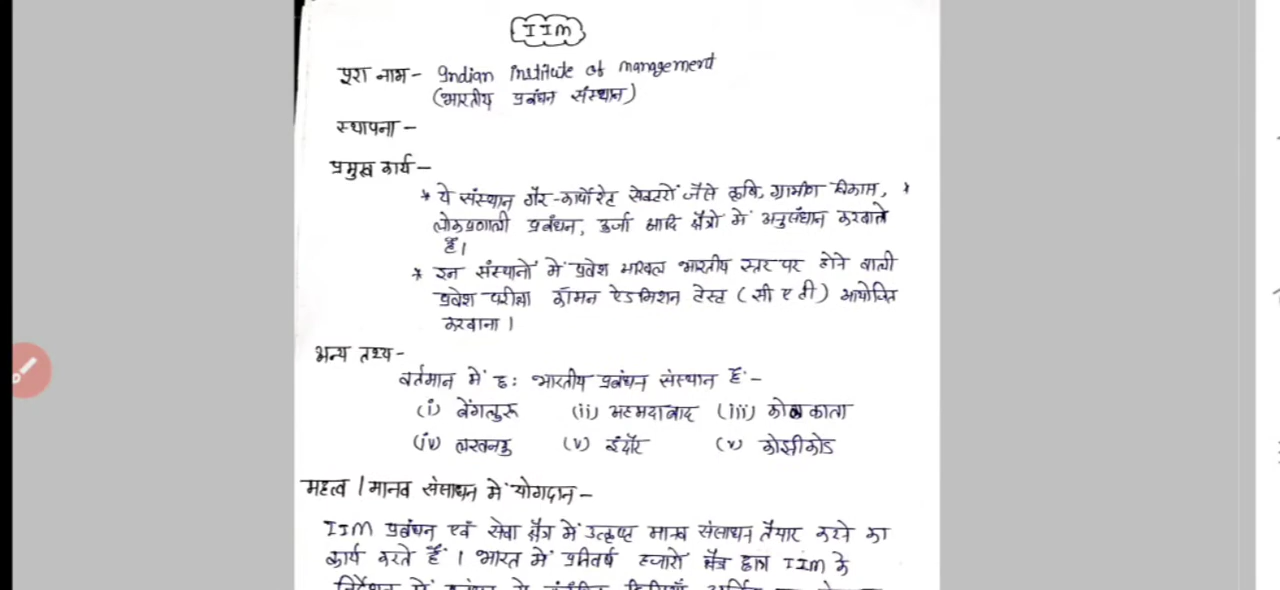 IIM
पूरा नाम - Indian Institute of management
(भारतीय प्रबंधन संस्थान)
स्थापना -
प्रमुख कार्य -
* ये संस्थान गैर-कार्पोरेट सेक्टरों जैसे कृषि, ग्रामीण विकास, *
लोकप्रणाली प्रबंधन, ऊर्जा आदि क्षेत्रो में अनुसंधान करवाते
हैं।
* इन संस्थानों में प्रवेश अखिल भारतीय स्तर पर होने वाली
प्रवेश परीक्षा कॉमन ऐडमिशन टेस्ट (सी ए टी) आयोजित
करवाना।
अन्य तथ्य -
वर्तमान में छः भारतीय प्रबंधन संस्थान हैं -
(i) बेंगलुरू (ii) अहमदाबाद (iii) कोलकाता
(iv) लखनऊ (v) इंदौर (v) कोझीकोड
महत्व / मानव संसाधन में योगदान -
IIM प्रबंधन एवं सेवा क्षेत्र में उत्कृष्ट मानव संसाधन तैयार करने का
कार्य करते हैं। भारत में प्रतिवर्ष हजारो छात्र IIM के